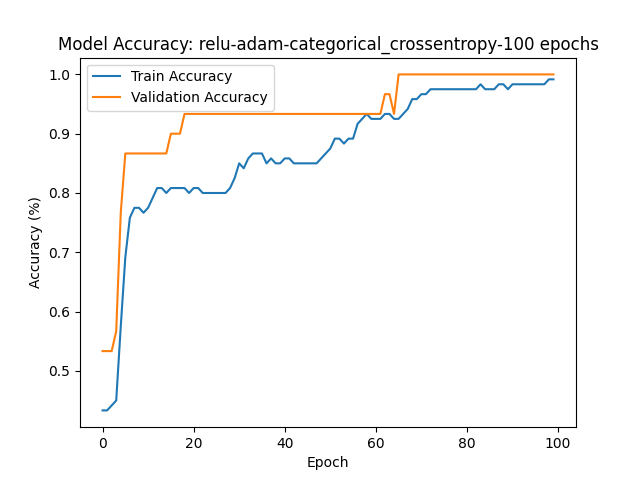 Model Accuracy: relu-adam-categorical_crossentropy-100 epochs
Train Accuracy
Validation Accuracy
Accuracy (%)
1.0
0.9
0.8
0.7
0.6
0.5
0
20
40
60
80
100
Epoch